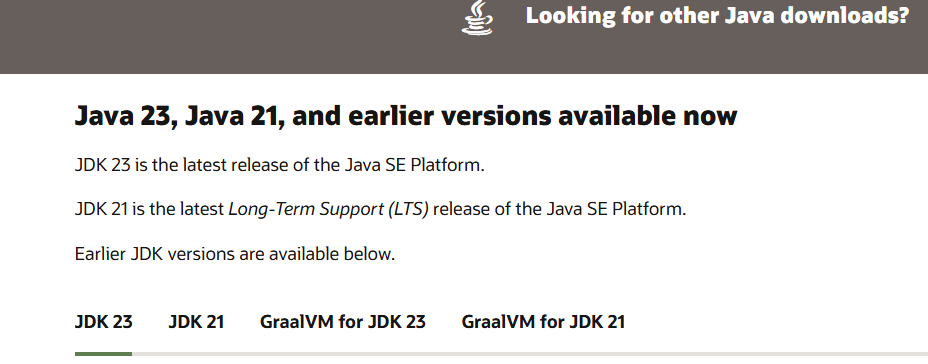 Looking for other Java downloads?
Java 23, Java 21, and earlier versions available now
JDK 23 is the latest release of the Java SE Platform.
JDK 21 is the latest Long-Term Support (LTS) release of the Java SE Platform.
Earlier JDK versions are available below.
JDK 23 JDK 21 GraalVM for JDK 23 GraalVM for JDK 21